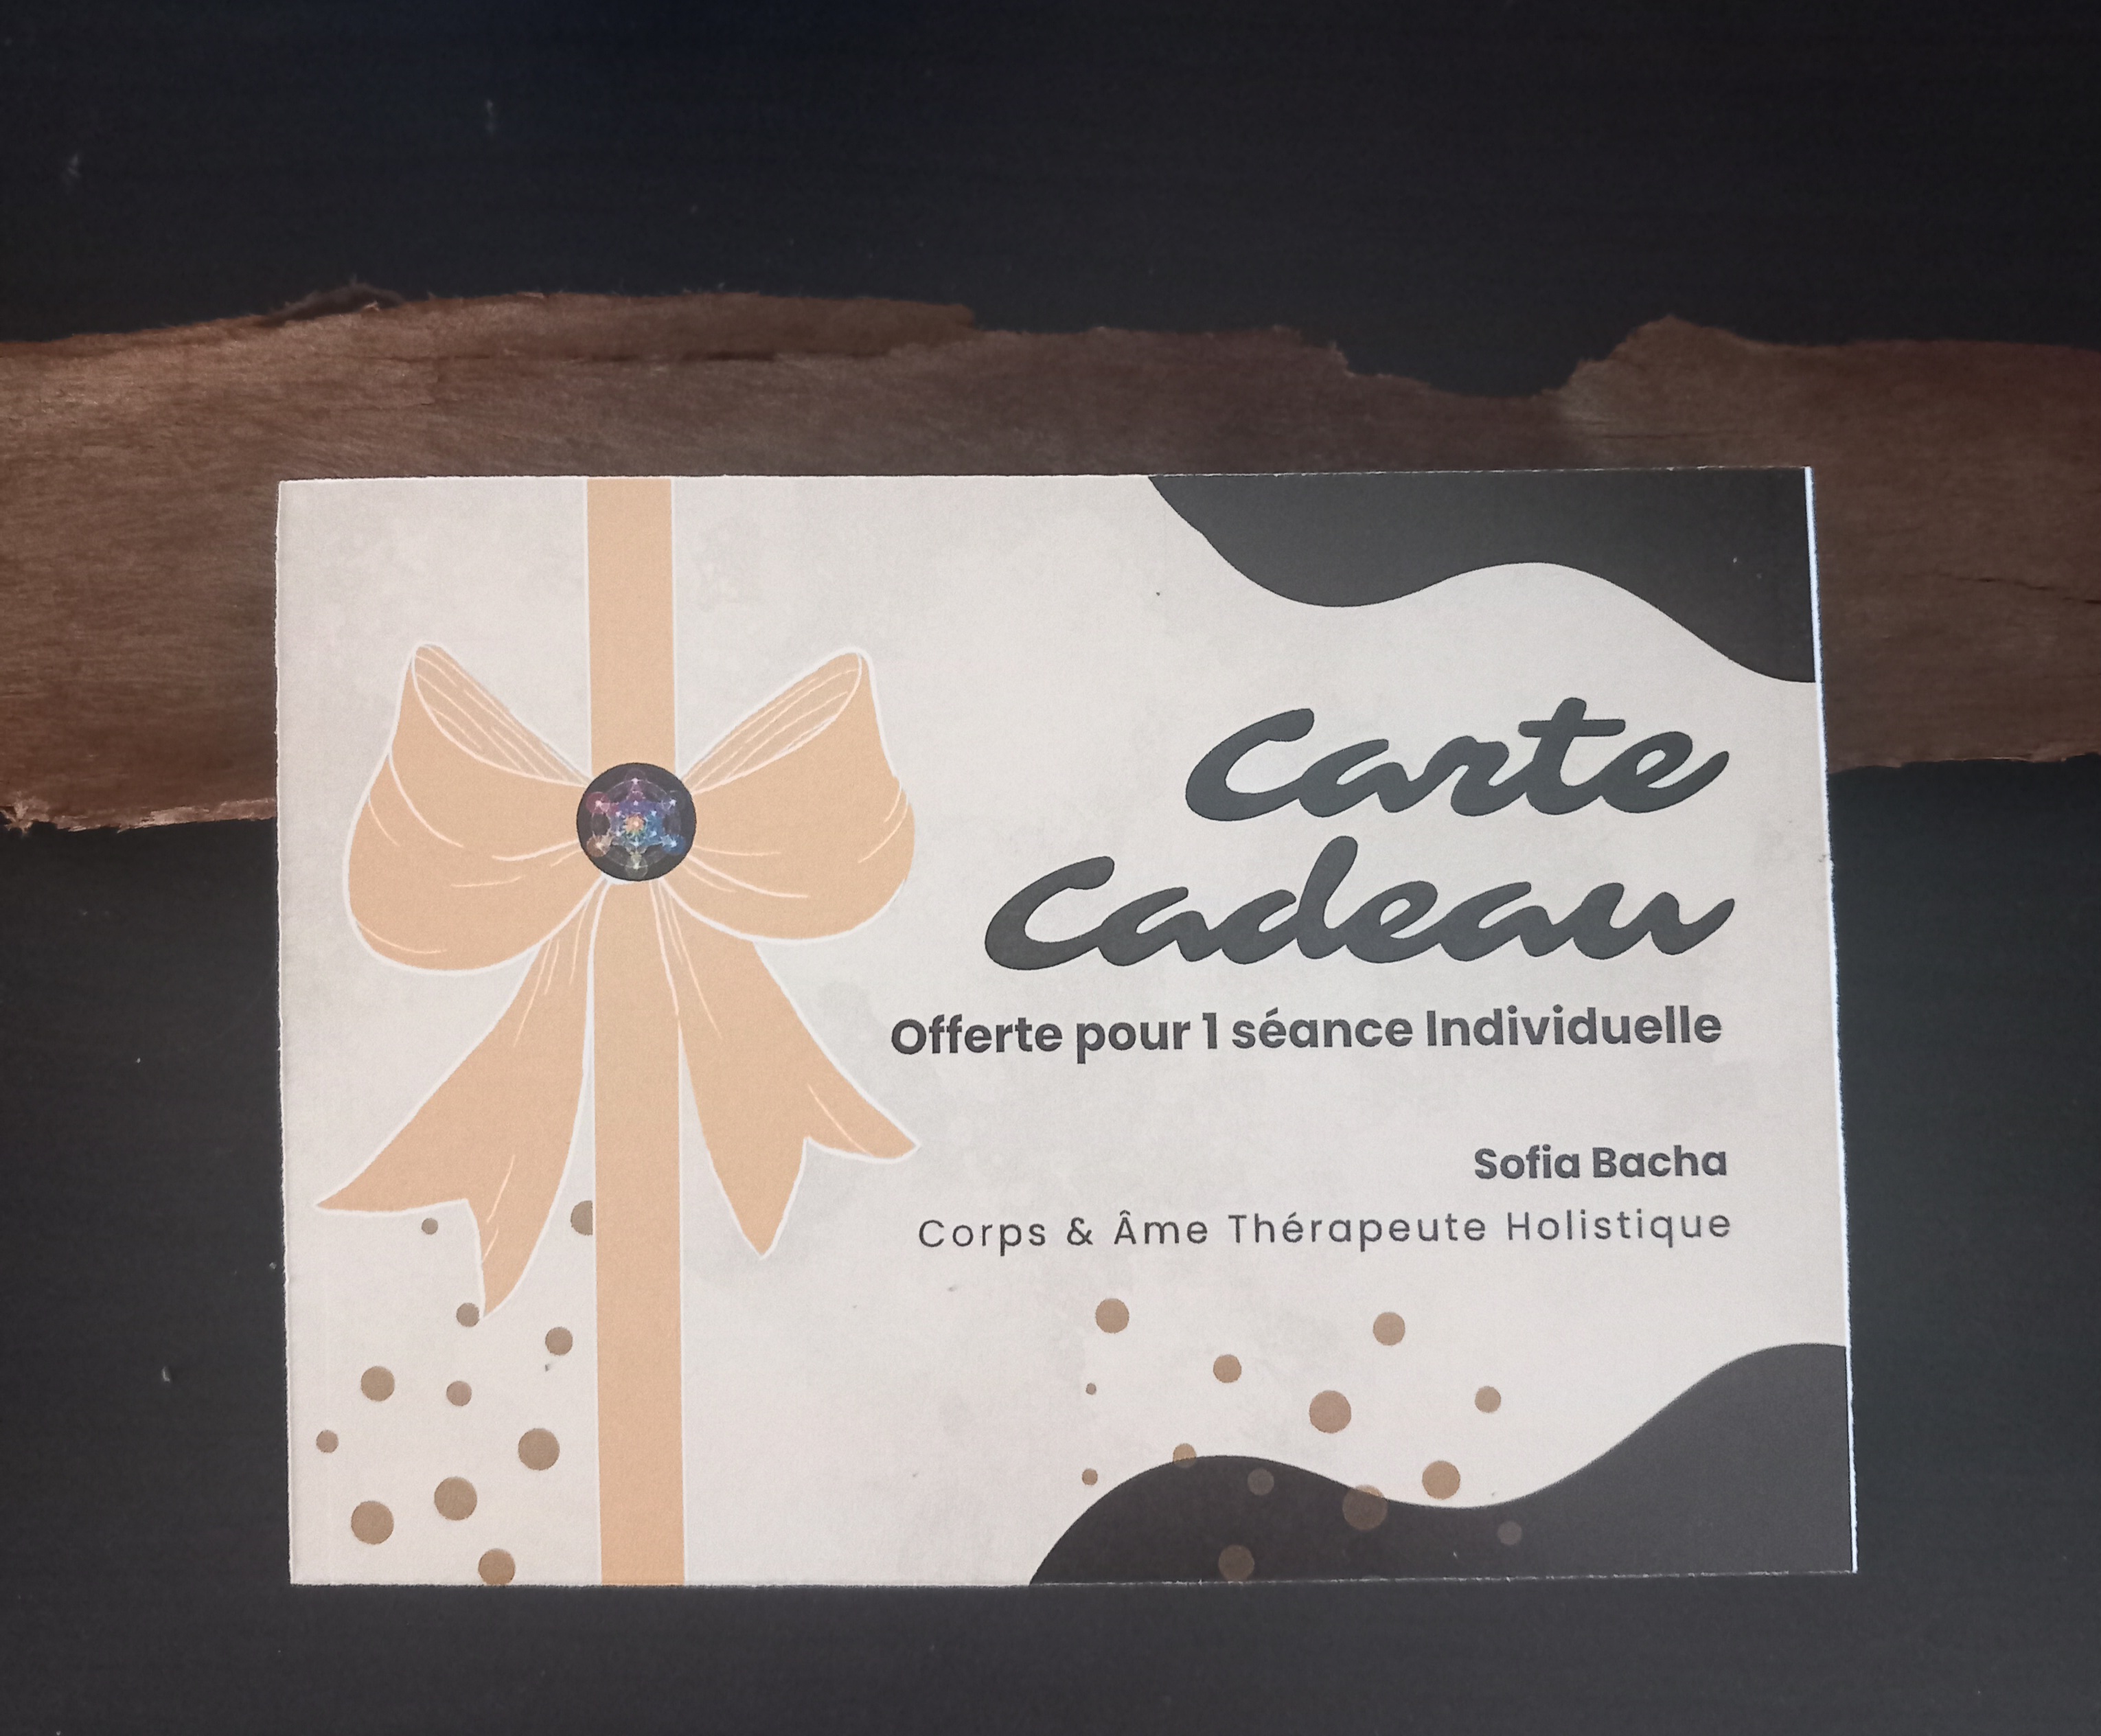 Carte
Cadeau
Offerte pour 1 séance Individuelle
Sofia Bacha
Corps & Âme Thérapeute Holistique